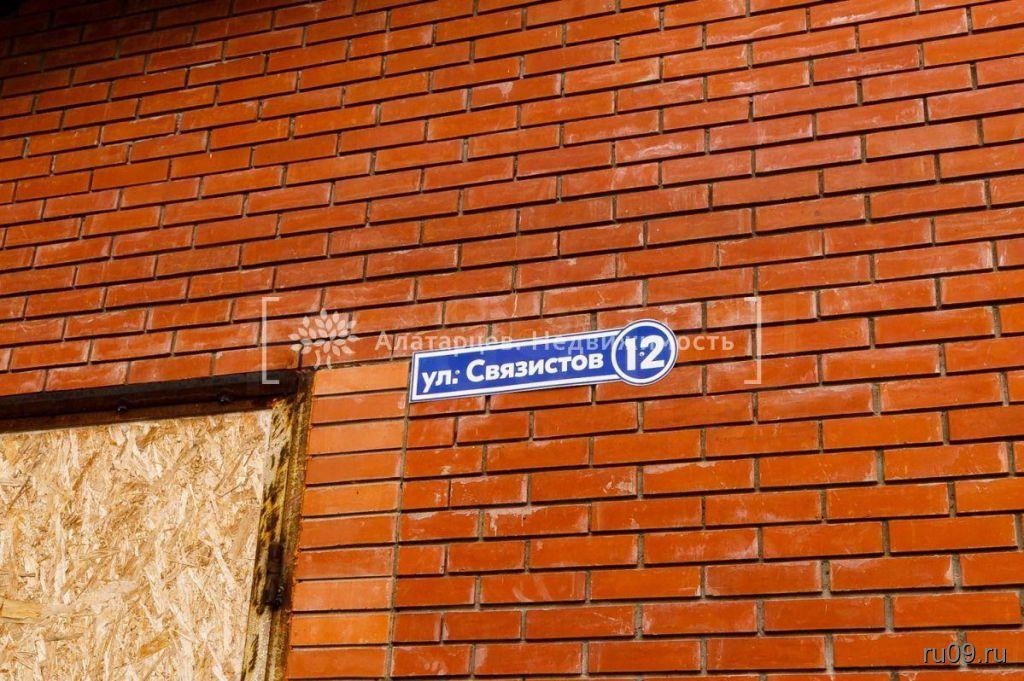 Алатарцев. Недвижимость
ул: Связистов 12
ru09.ru